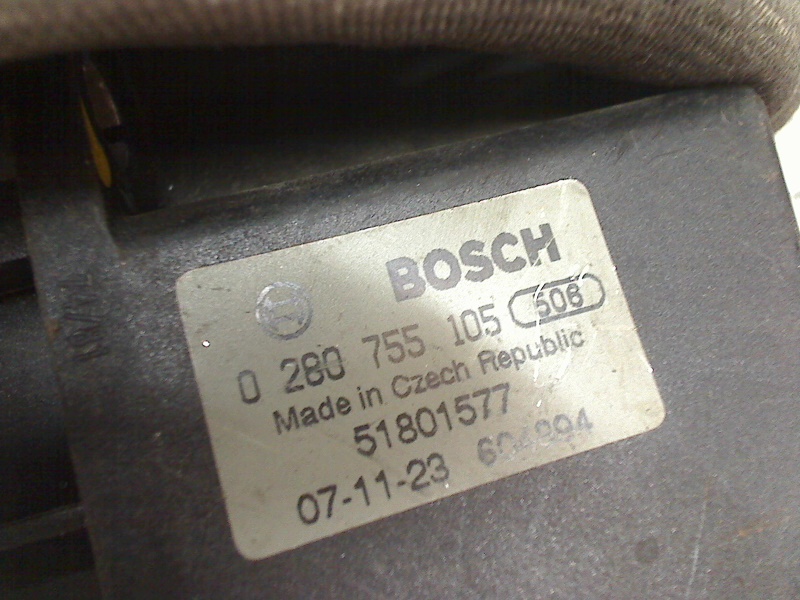 BOSCH
0 280 755 105 506
Made in Czech Republic
51801577
07-11-23